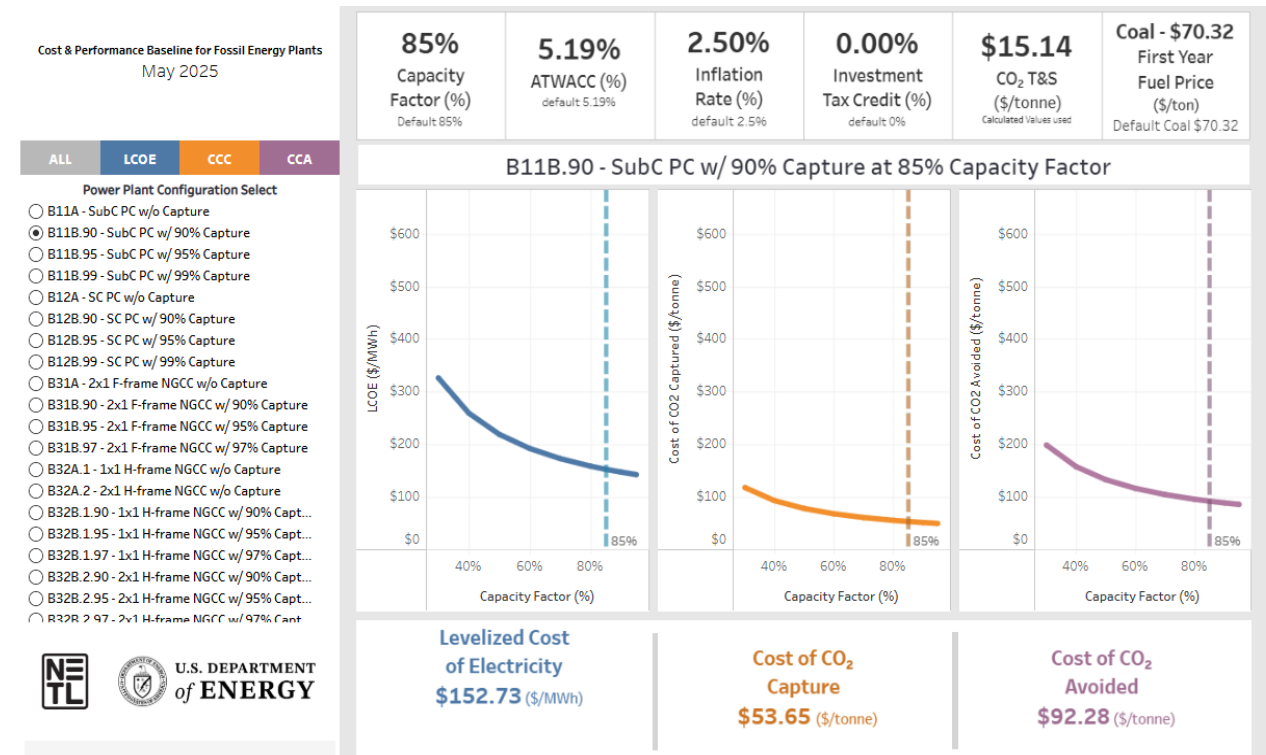 Cost & Performance Baseline for Fossil Energy Plants
May 2025
ALL
LCOE
CCC
CCA
Power Plant Configuration Select
B11A - SubC PC w/o Capture
B11B.90 - SubC PC w/ 90% Capture
B11B.95 - SubC PC w/ 95% Capture
B11B.99 - SubC PC w/ 99% Capture
B12A - SC PC w/o Capture
B12B.90 - SC PC w/ 90% Capture
B12B.95 - SC PC w/ 95% Capture
B12B.99 - SC PC w/ 99% Capture
B31A - 2x1 F-frame NGCC w/o Capture
B31B.90 - 2x1 F-frame NGCC w/ 90% Capture
B31B.95 - 2x1 F-frame NGCC w/ 95% Capture
B31B.97 - 2x1 F-frame NGCC w/ 97% Capture
B32A.1 - 1x1 H-frame NGCC w/o Capture
B32A.2 - 2x1 H-frame NGCC w/o Capture
B32B.1.90 - 1x1 H-frame NGCC w/ 90% Capt...
B32B.1.95 - 1x1 H-frame NGCC w/ 95% Capt...
B32B.1.97 - 1x1 H-frame NGCC w/ 97% Capt...
B32B.2.90 - 2x1 H-frame NGCC w/ 90% Capt...
B32B.2.95 - 2x1 H-frame NGCC w/ 95% Capt...
B32B.2.97 - 2x1 H-frame NGCC w/ 97% Capt
NE
TL
U.S. DEPARTMENT
of ENERGY
85%
Capacity
Factor (%)
Default 85%
5.19%
ATWACC (%)
default 5.19%
2.50%
Inflation
Rate (%)
default 2.5%
0.00%
Investment
Tax Credit (%)
default 0%
$15.14
CO₂ T&S
($/tonne)
Calculated Values used
Coal - $70.32
First Year
Fuel Price
($/ton)
Default Coal $70.32
B11B.90 - SubC PC w/ 90% Capture at 85% Capacity Factor
LCOE ($/MWh)
$600
$500
$400
$300
$200
$100
$0
85%
40%
60%
80%
Capacity Factor (%)
Cost of CO2 Captured ($/tonne)
$600
$500
$400
$300
$200
$100
$0
85%
40%
60%
80%
Capacity Factor (%)
Cost of CO2 Avoided ($/tonne)
$600
$500
$400
$300
$200
$100
$0
85%
40%
60%
80%
Capacity Factor (%)
Levelized Cost
of Electricity
$152.73 ($/MWh)
Cost of CO₂
Capture
$53.65 ($/tonne)
Cost of CO₂
Avoided
$92.28 ($/tonne)